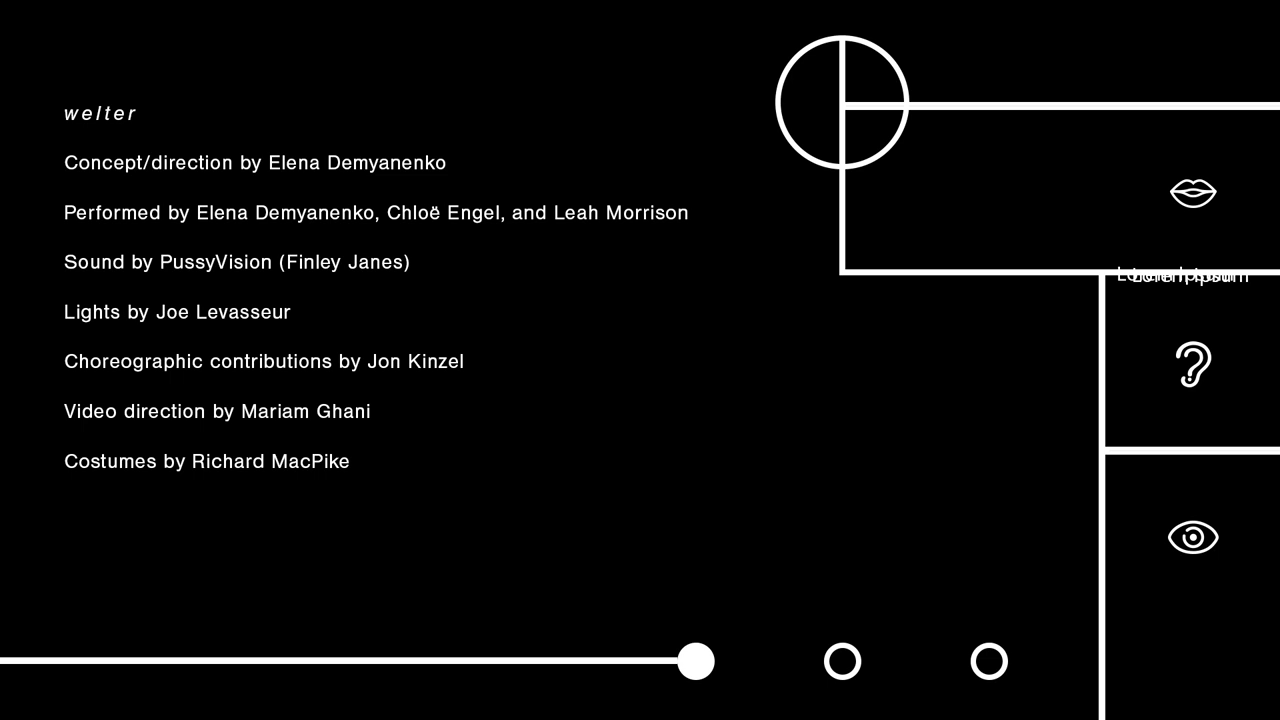 welter
Concept/direction by Elena Demyanenko
Performed by Elena Demyanenko, Chloë Engel, and Leah Morrison
Sound by PussyVision (Finley Janes)
Lights by Joe Levasseur
Choreographic contributions by Jon Kinzel
Video direction by Mariam Ghani
Costumes by Richard MacPike